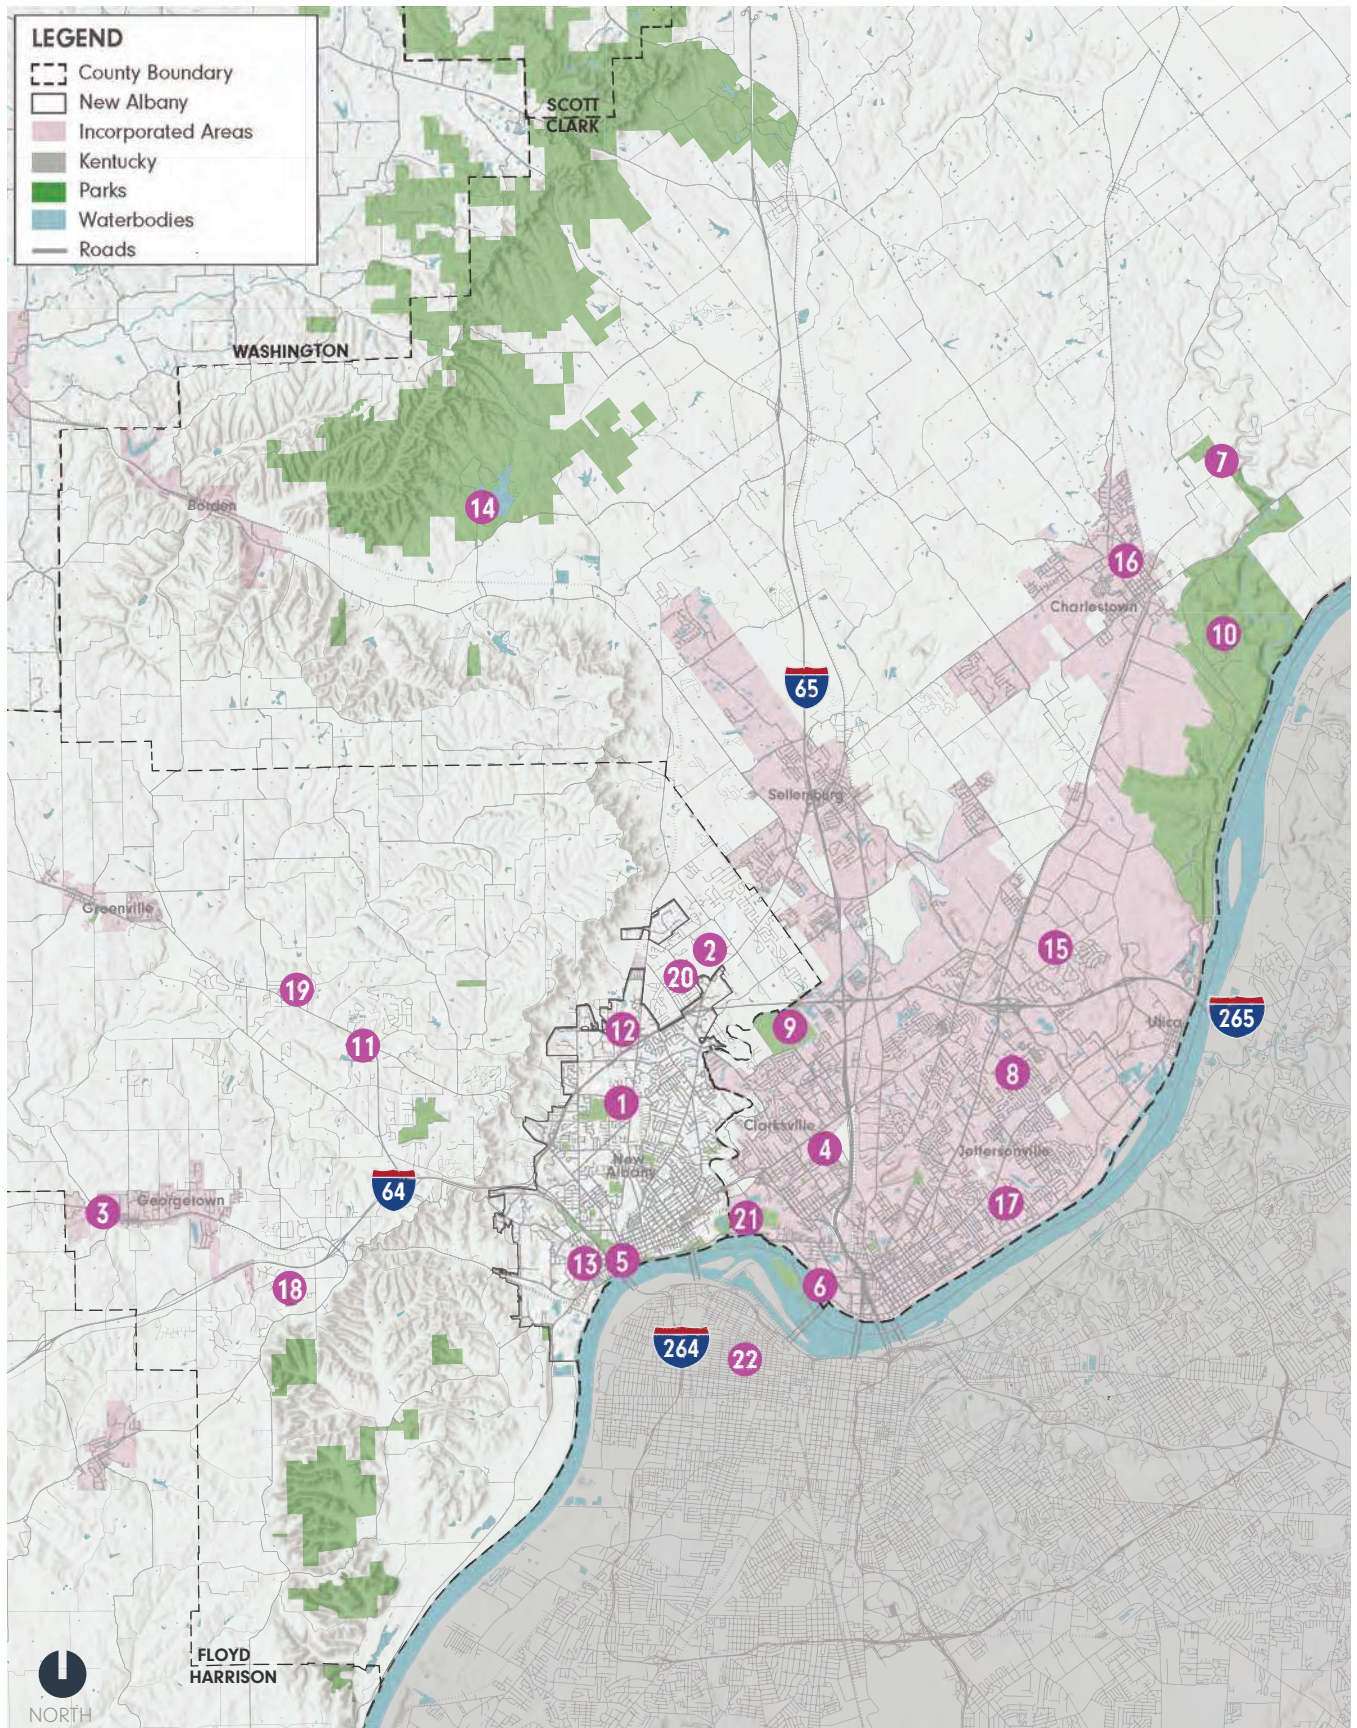 LEGEND
County Boundary
New Albany
Incorporated Areas
Kentucky
Parks
Waterbodies
Roads
SCOTT
CLARK
WASHINGTON
7
Borden
14
16
Charlestown
10
65
Sellersburg
Greenville
2
15
20
19
265
9
Utica
12
11
8
1
Clarksville
4
Jeffersonville
New
Albany
64
Georgetown
3
17
21
13
5
18
6
264
22
FLOYD
HARRISON
NORTH